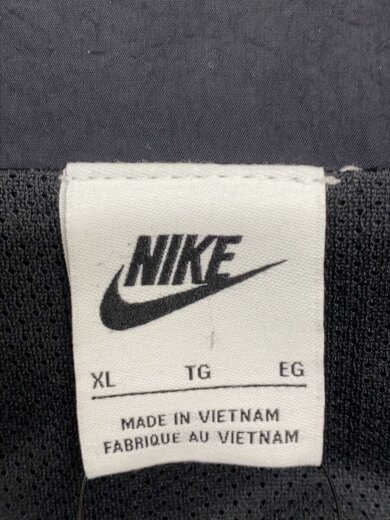 NIKE
XL TG EG
MADE IN VIETNAM
FABRIQUE AU VIETNAM